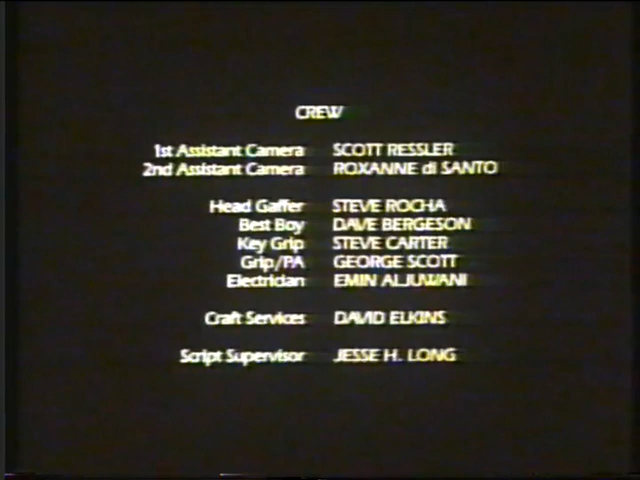 CREW
1st Assistant Camera SCOTT RESSLER
2nd Assistant Camera ROXANNE di SANTO
Head Gaffer STEVE ROCHA
Best Boy DAVE BERGESON
Key Grip STEVE CARTER
Grip/PA GEORGE SCOTT
Electrician EMIN ALJUWANI
Craft Services DAVID ELKINS
Script Supervisor JESSE H. LONG